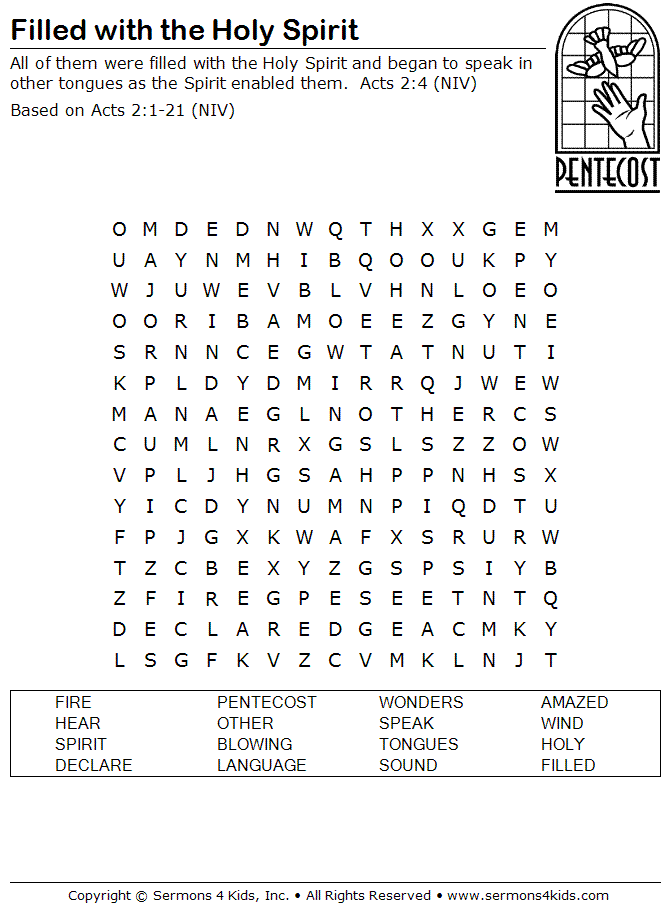 Filled with the Holy Spirit
All of them were filled with the Holy Spirit and began to speak in
other tongues as the Spirit enabled them.  Acts 2:4 (NIV)
Based on Acts 2:1-21 (NIV)
PENTECOST
O M D E D N W Q T H X X G E M
U A Y N M H I B Q O O U K P Y
W J U W E V B L V H N L O E O
O O R I B A M O E E Z G Y N E
S R N N C E G W T A T N U T I
K P L D Y D M I R R Q J W E W
M A N A E G L N O T H E R C S
C U M L N R X G S L S Z Z O W
V P L J H G S A H P P N H S X
Y I C D Y N U M N P I Q D T U
F P J G X K W A F X S R U R W
T Z C B E X Y Z G S P S I Y B
Z F I R E G P E S E E T N T Q
D E C L A R E D G E A C M K Y
L S G F K V Z C V M K L N J T
FIRE PENTECOST WONDERS AMAZED
HEAR OTHER SPEAK WIND
SPIRIT BLOWING TONGUES HOLY
DECLARE LANGUAGE SOUND FILLED
Copyright © Sermons 4 Kids, Inc. • All Rights Reserved • www.sermons4kids.com